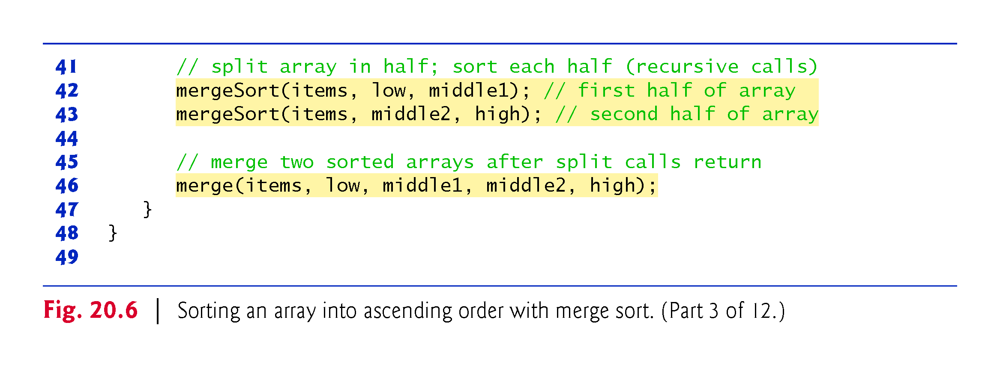 41 // split array in half; sort each half (recursive calls)
42 mergeSort(items, low, middle1); // first half of array
43 mergeSort(items, middle2, high); // second half of array
44
45 // merge two sorted arrays after split calls return
46 merge(items, low, middle1, middle2, high);
47 }
48 }
49
Fig. 20.6 | Sorting an array into ascending order with merge sort. (Part 3 of 12.)